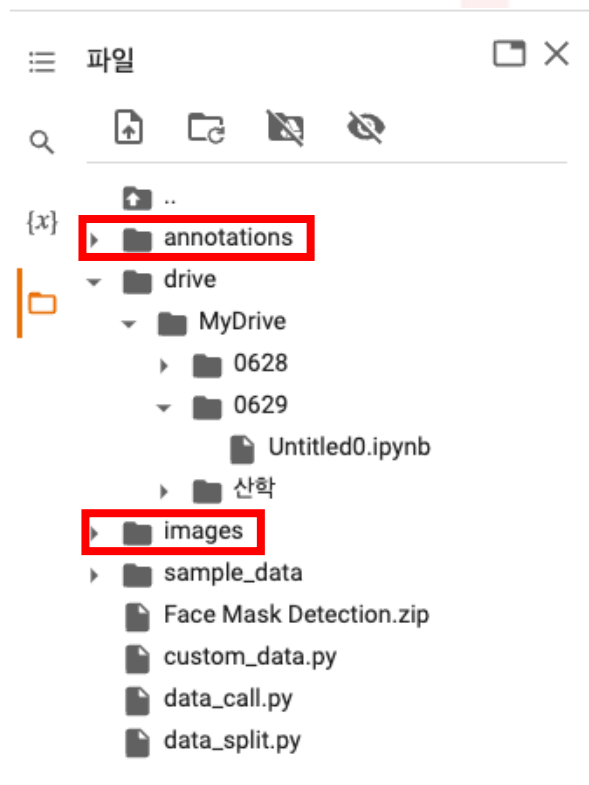 파일
{x}
..
annotations
drive
MyDrive
0628
0629
Untitled0.ipynb
산학
images
sample_data
Face Mask Detection.zip
custom_data.py
data_call.py
data_split.py